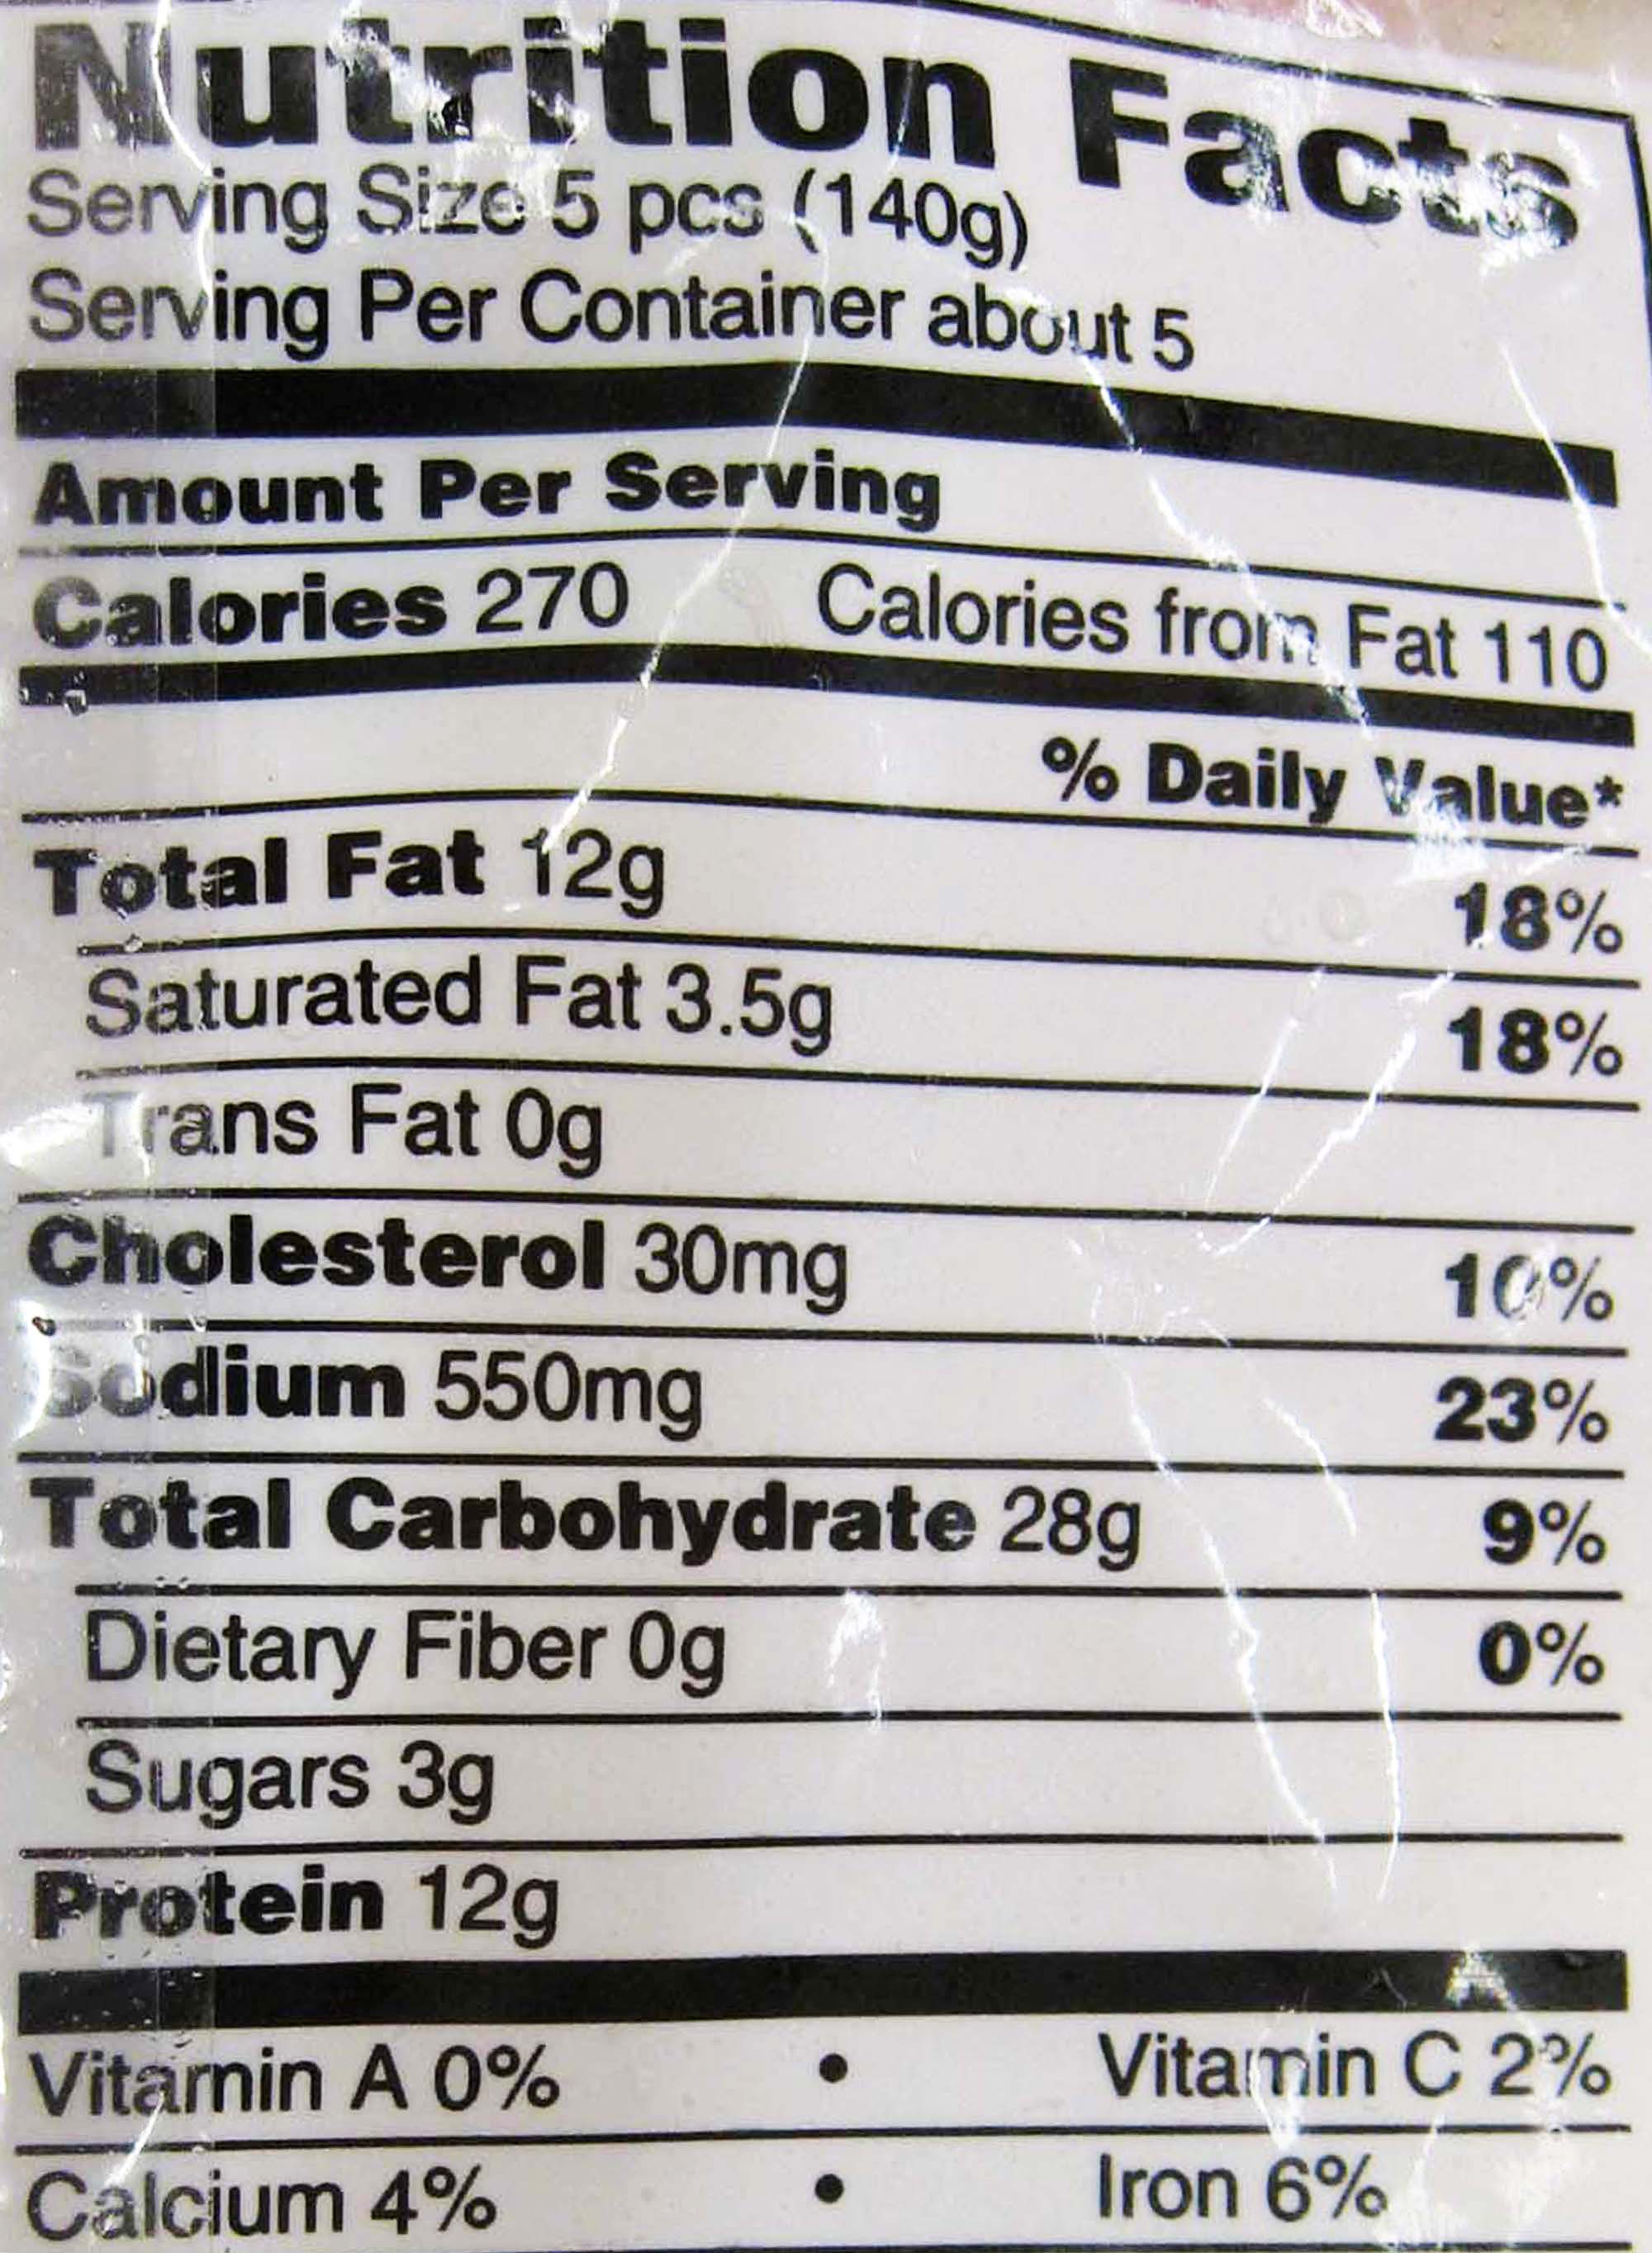 Nutrition Facts
Serving Size 5 pcs (140g)
Serving Per Container about 5
Amount Per Serving
Calories 270 Calories from Fat 110
% Daily Value*
Total Fat 12g 18%
Saturated Fat 3.5g 18%
Trans Fat 0g
Cholesterol 30mg 10%
Sodium 550mg 23%
Total Carbohydrate 28g 9%
Dietary Fiber 0g 0%
Sugars 3g
Protein 12g
Vitamin A 0% • Vitamin C 2%
Calcium 4% • Iron 6%